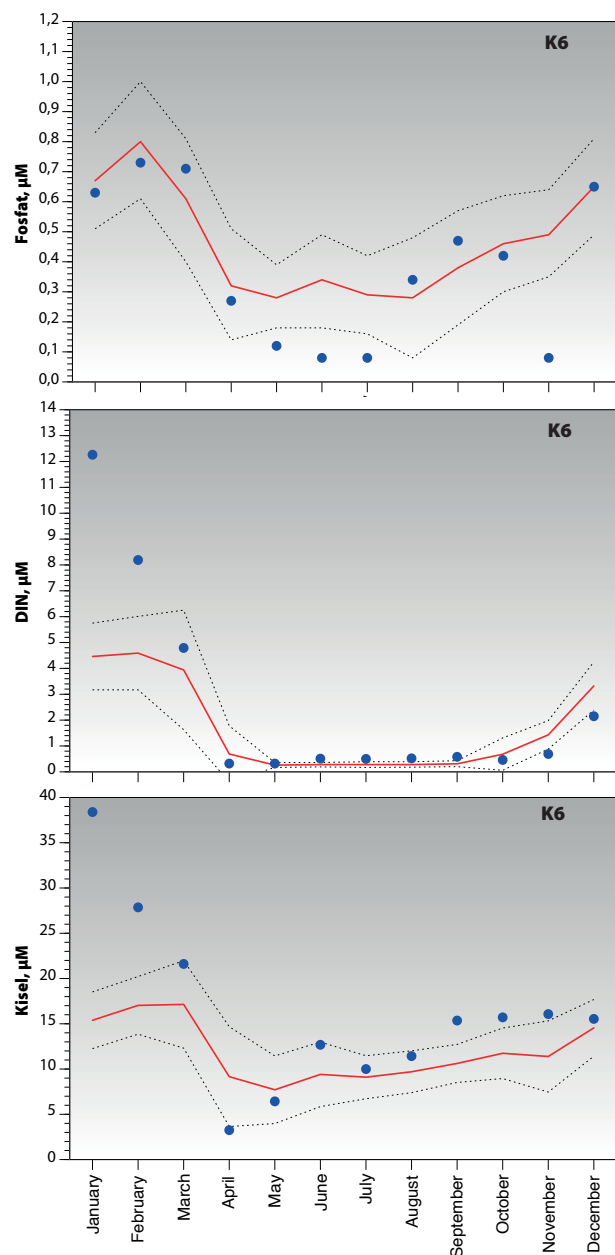 K6
Fosfat, µM
1,2
1,1
1,0
0,9
0,8
0,7
0,6
0,5
0,4
0,3
0,2
0,1
0,0
K6
DIN, µM
14
13
12
11
10
9
8
7
6
5
4
3
2
1
0
K6
Kisel, µM
40
35
30
25
20
15
10
5
0
January
February
March
April
May
June
July
August
September
October
November
December